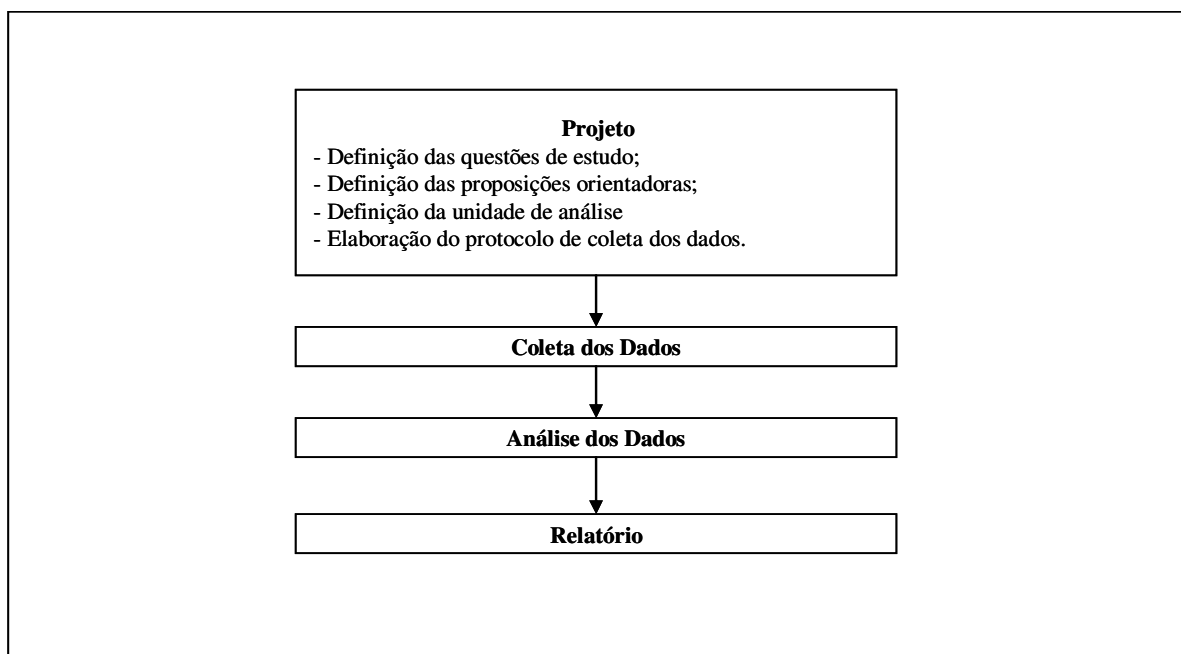 Projeto
- Definição das questões de estudo;
- Definição das proposições orientadoras;
- Definição da unidade de análise
- Elaboração do protocolo de coleta dos dados.
Coleta dos Dados
Análise dos Dados
Relatório